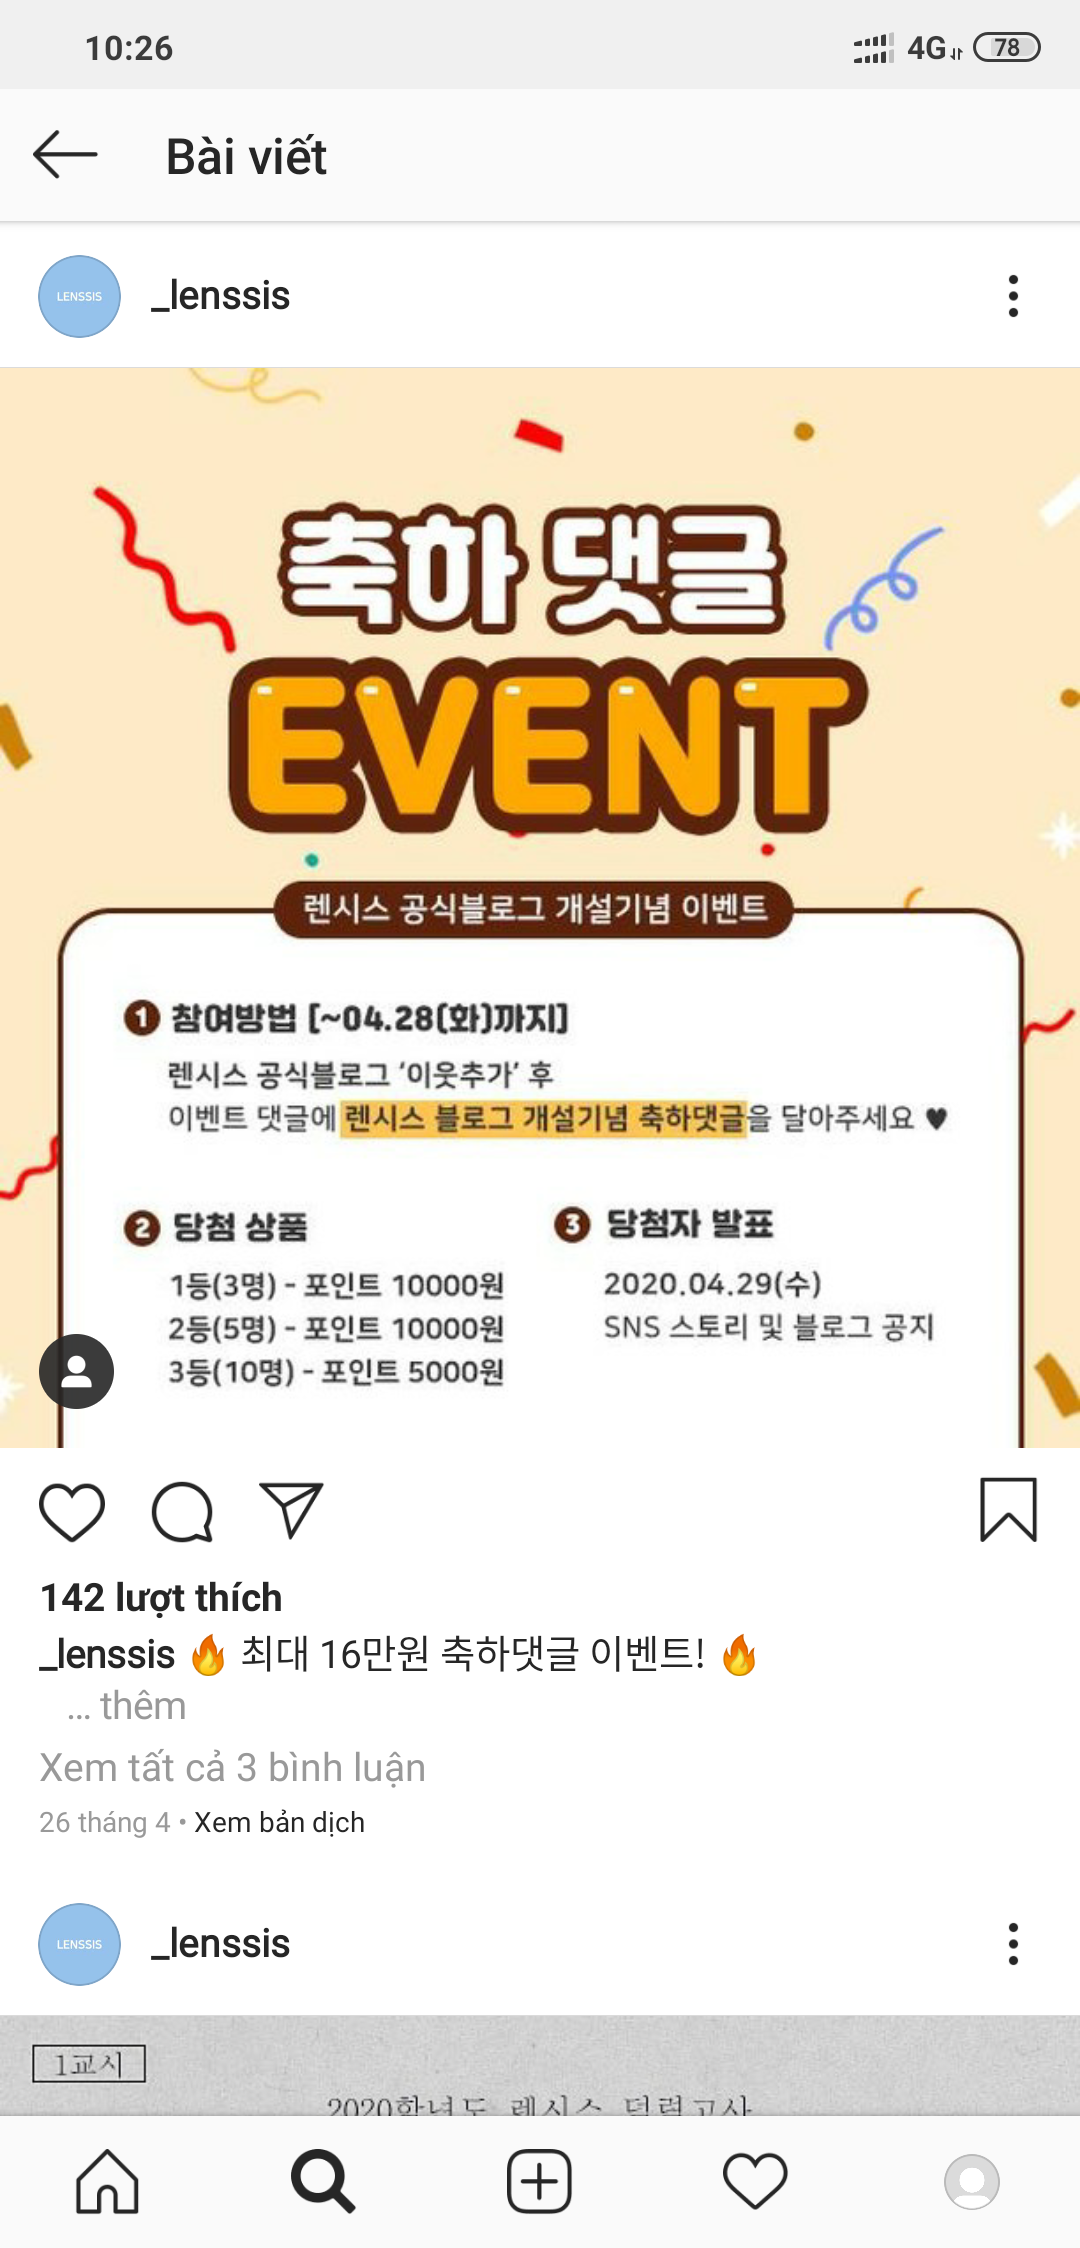 10:26
4G 78
Bài viết
LENSSIS _lenssis
축하 댓글
EVENT
렌시스 공식블로그 개설기념 이벤트
1 참여방법 [~04.28(화)까지]
렌시스 공식블로그 '이웃추가' 후
이벤트 댓글에 렌시스 블로그 개설기념 축하댓글을 달아주세요 ♥
2 당첨 상품
1등(3명) - 포인트 10000원
2등(5명) - 포인트 10000원
3등(10명) - 포인트 5000원
3 당첨자 발표
2020.04.29(수)
SNS 스토리 및 블로그 공지
142 lượt thích
_lenssis 🔥 최대 16만원 축하댓글 이벤트! 🔥
... thêm
Xem tất cả 3 bình luận
26 tháng 4 • Xem bản dịch
LENSSIS _lenssis
1교시
2020학년도 렌시스